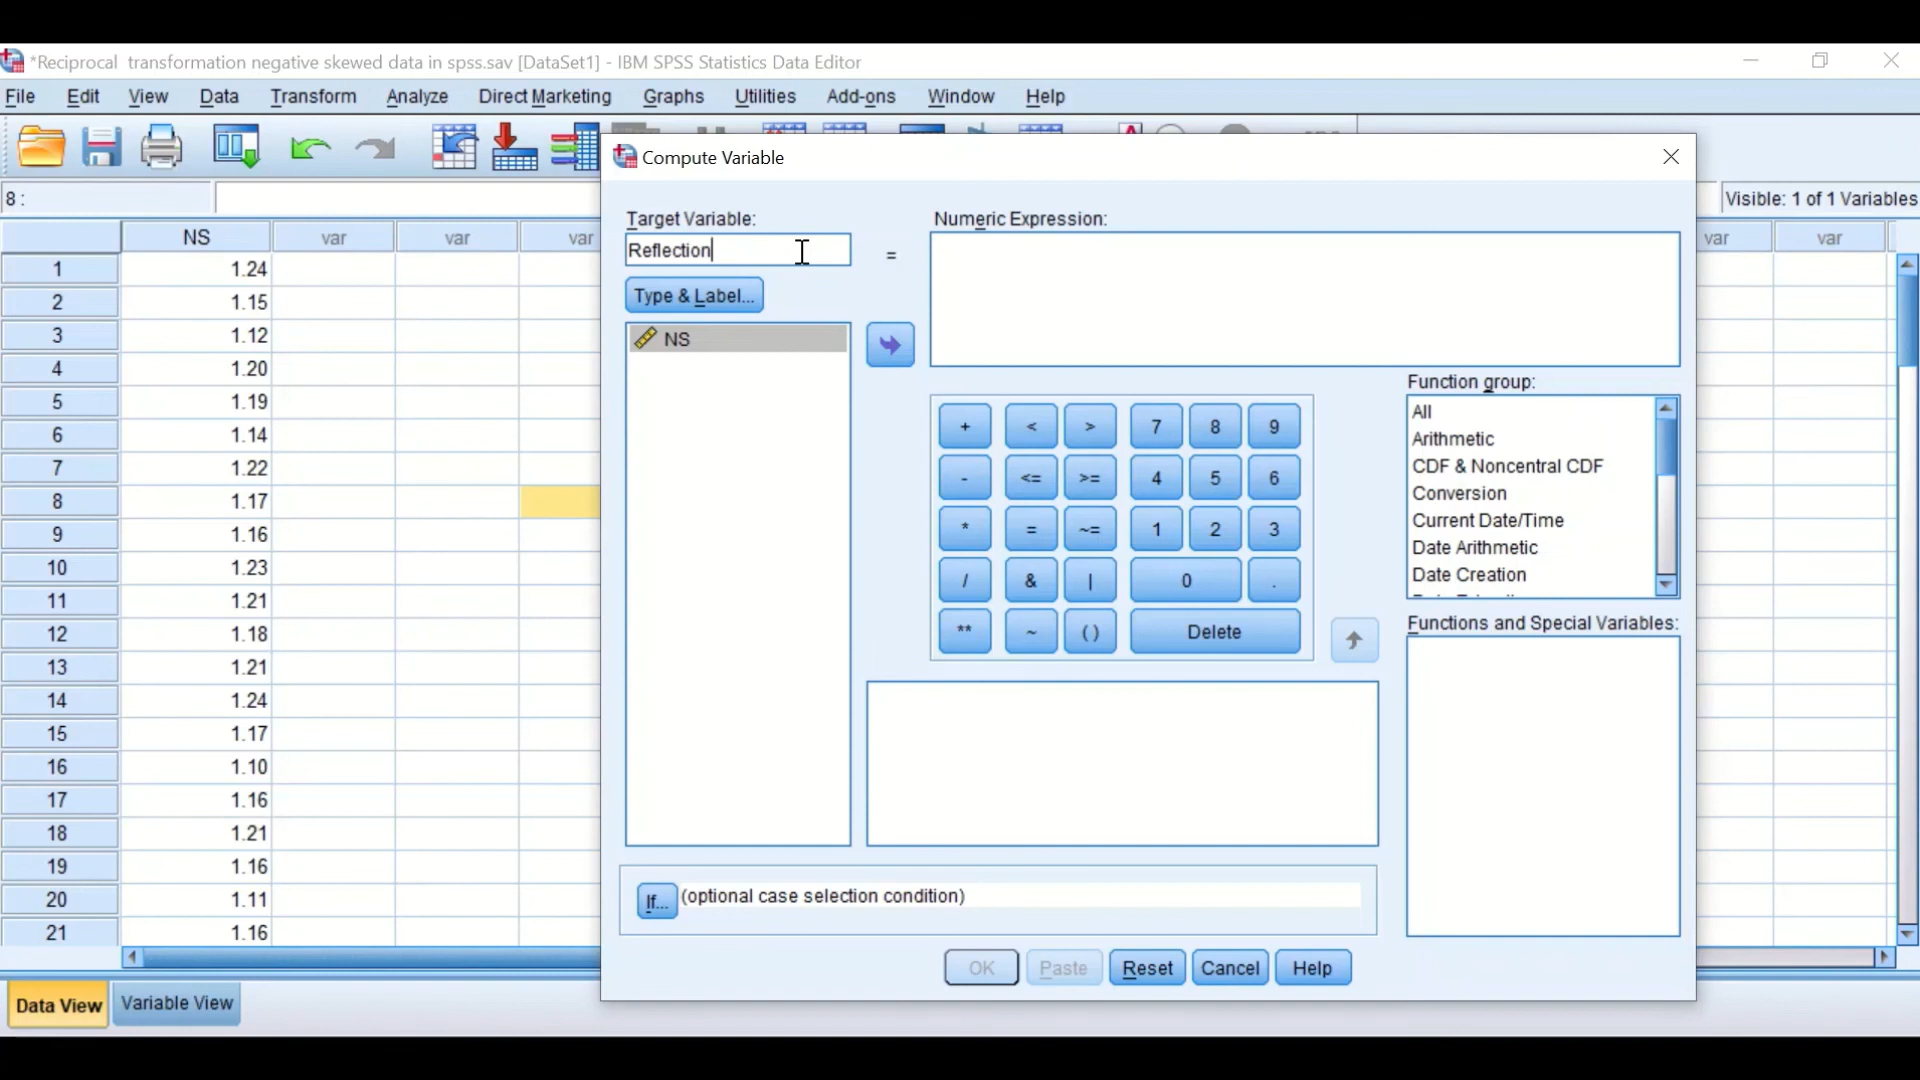 *Reciprocal transformation negative skewed data in spss.sav [DataSet1] - IBM SPSS Statistics Data Editor
File Edit View Data Transform Analyze Direct Marketing Graphs Utilities Add-ons Window Help
8 :
Visible: 1 of 1 Variables
NS var var var var var
1 1.24
2 1.15
3 1.12
4 1.20
5 1.19
6 1.14
7 1.22
8 1.17
9 1.16
10 1.23
11 1.21
12 1.18
13 1.21
14 1.24
15 1.17
16 1.10
17 1.16
18 1.21
19 1.16
20 1.11
21 1.16
Data View Variable View
Compute Variable
Target Variable:
Numeric Expression:
Reflection
=
Type & Label...
NS
+ < > 7 8 9
- <= >= 4 5 6
* = ~= 1 2 3
/ & | 0 .
** ~ ( ) Delete
Function group:
All
Arithmetic
CDF & Noncentral CDF
Conversion
Current Date/Time
Date Arithmetic
Date Creation
Functions and Special Variables:
If... (optional case selection condition)
OK Paste Reset Cancel Help